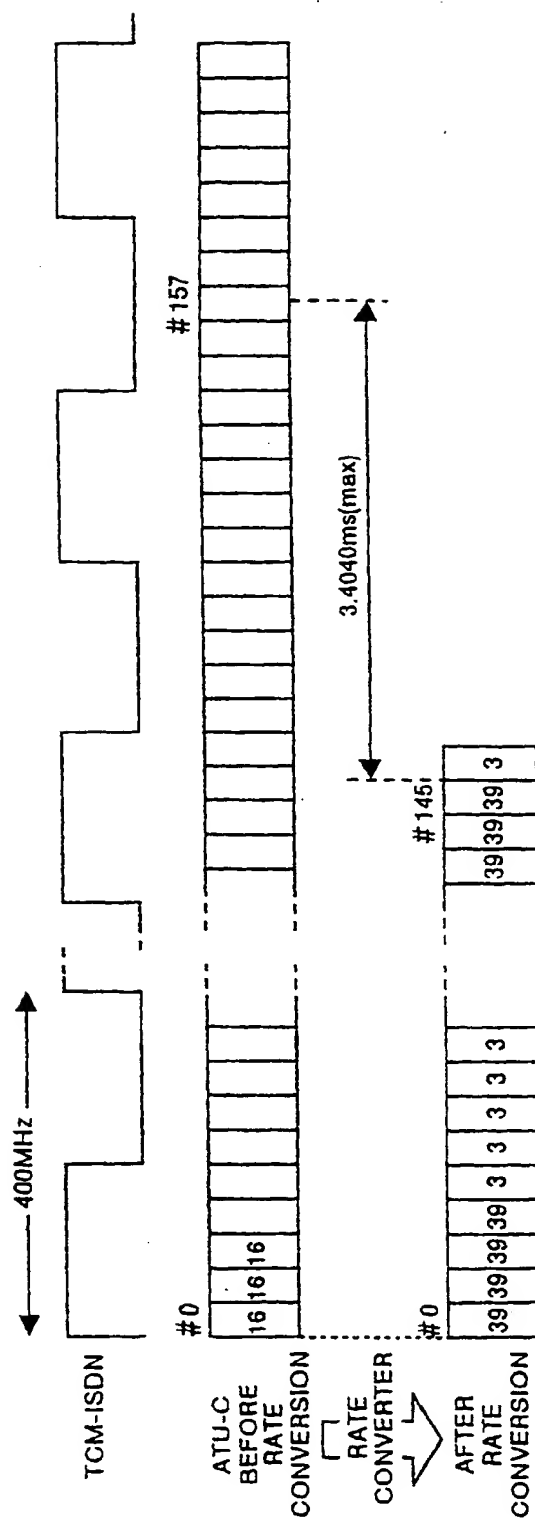 400MHz
TCM-ISDN
#0
#157
ATU-C
BEFORE
RATE
CONVERSION
16 16 16
3.4040ms(max)
RATE
CONVERTER
#0
#145
AFTER
RATE
CONVERSION
39 39 39 39 3 3 3 3 3
39 39 39 3